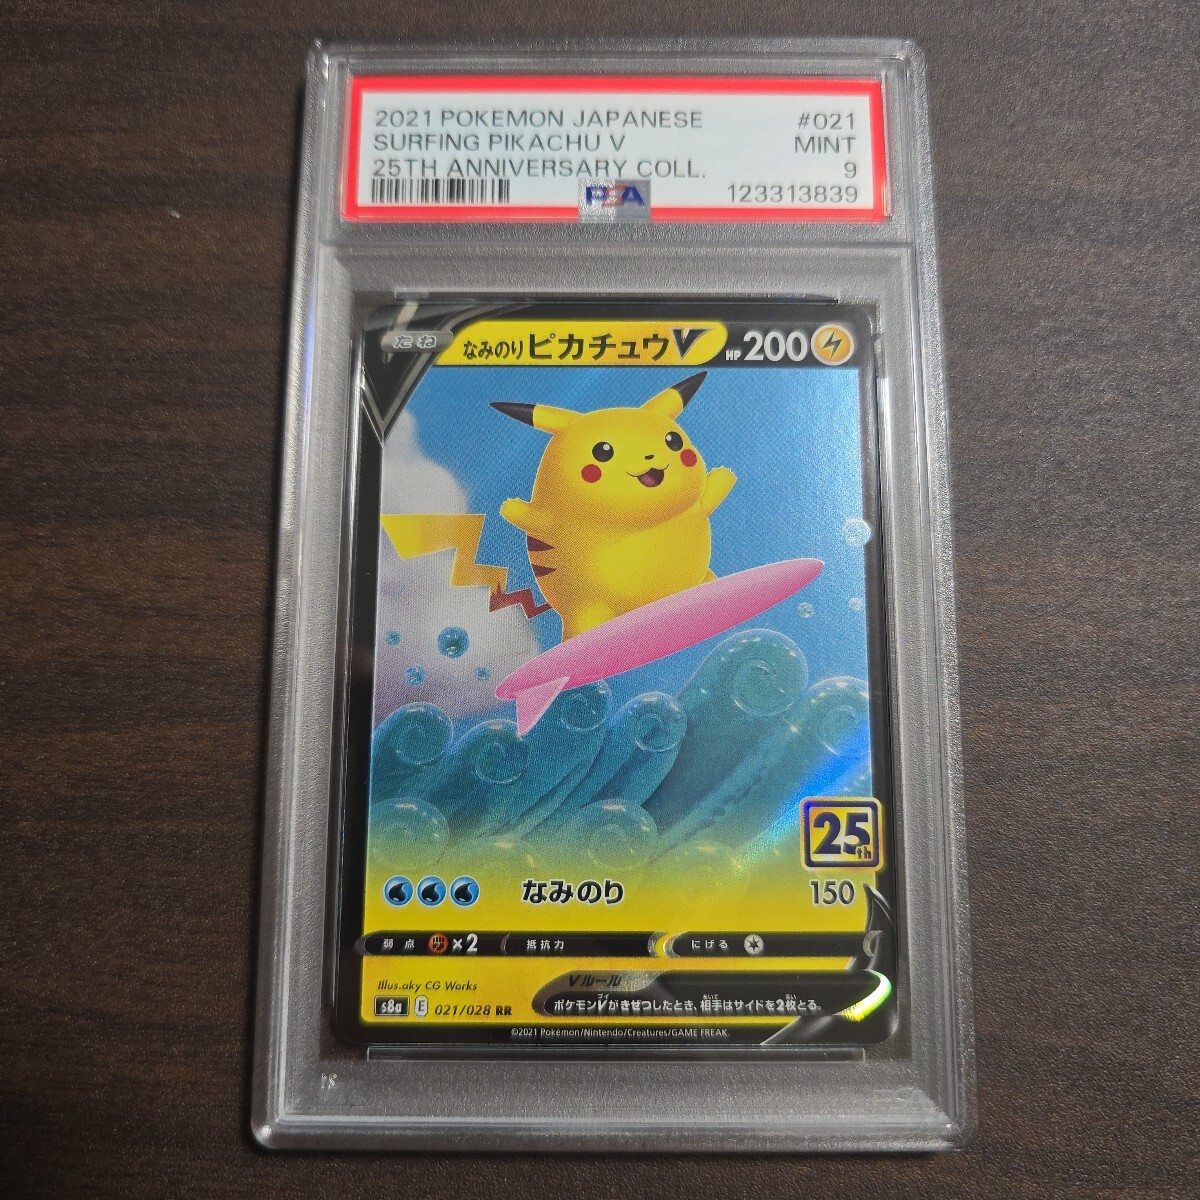 2021 POKEMON JAPANESE #021
SURFING PIKACHU V MINT
25TH ANNIVERSARY COLL. 9
PSA 123313839
たね なみのりピカチュウV HP 200
25th
なみのり 150
弱点 ×2 抵抗力 にげる
Illus.aky CG Works
Vルール
s8a E 021/028 RR ポケモンVがきぜつしたとき、相手はサイドを2枚とる。
©2021 Pokémon/Nintendo/Creatures/GAME FREAK